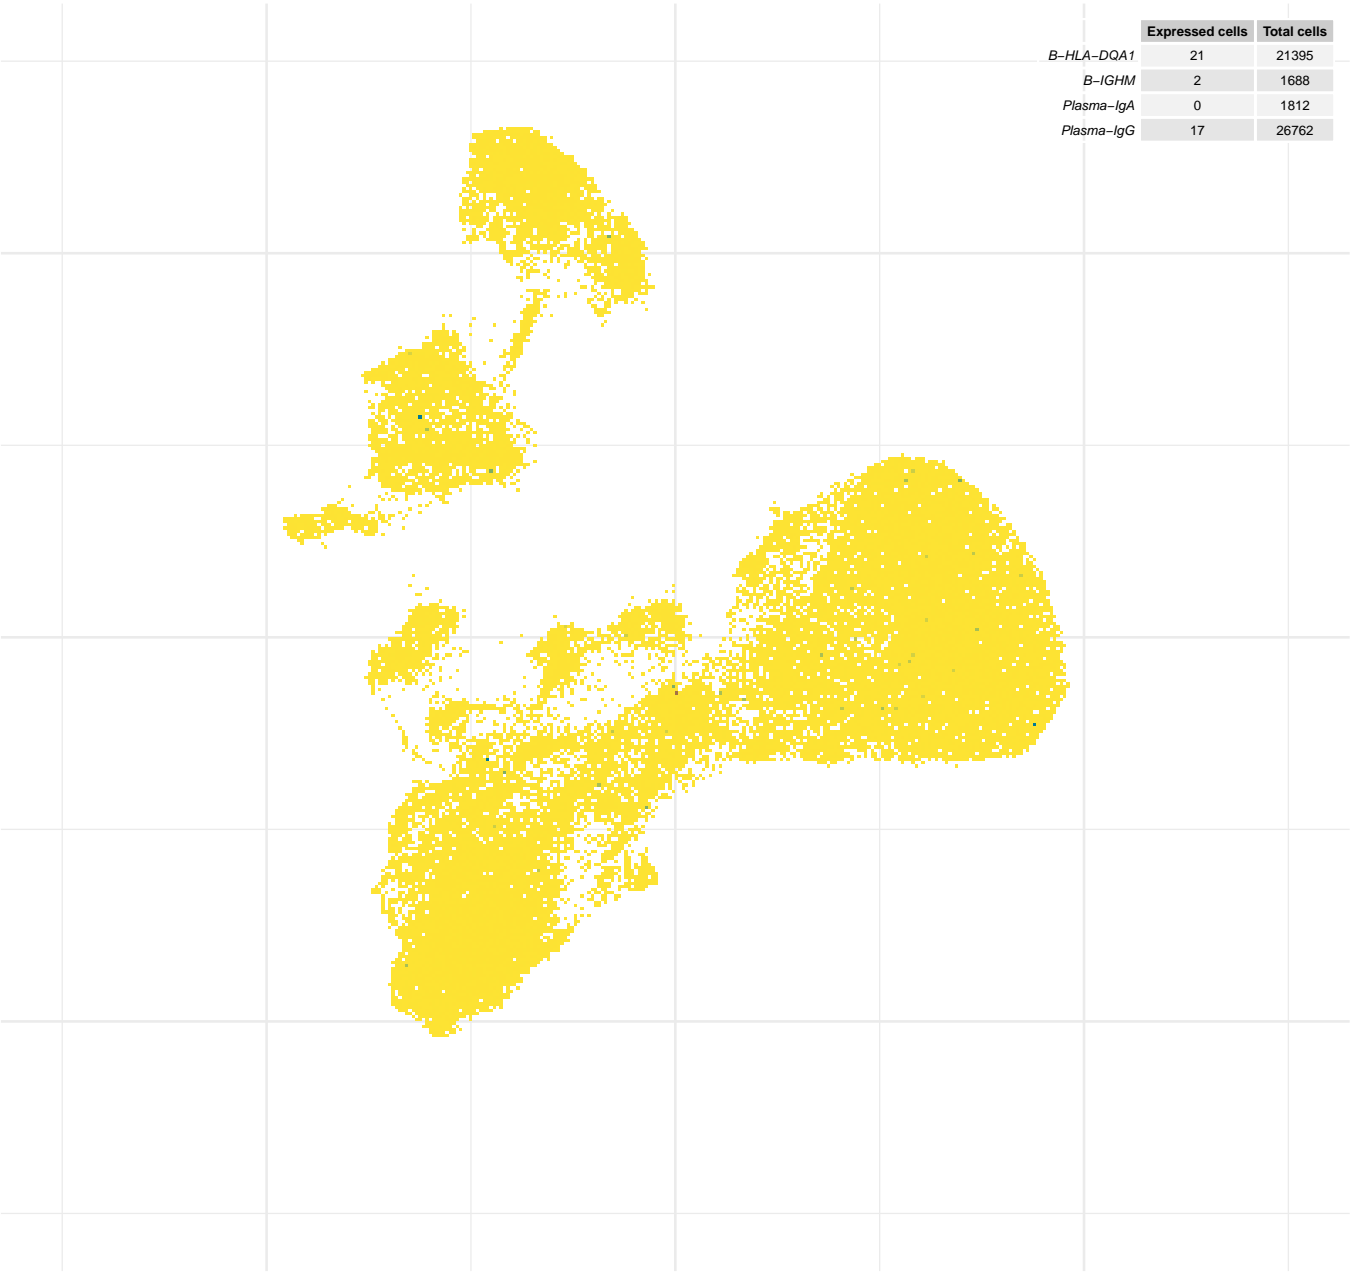 Expressed cells Total cells
B−HLA−DQA1 21 21395
B−IGHM 2 1688
Plasma−IgA 0 1812
Plasma−IgG 17 26762